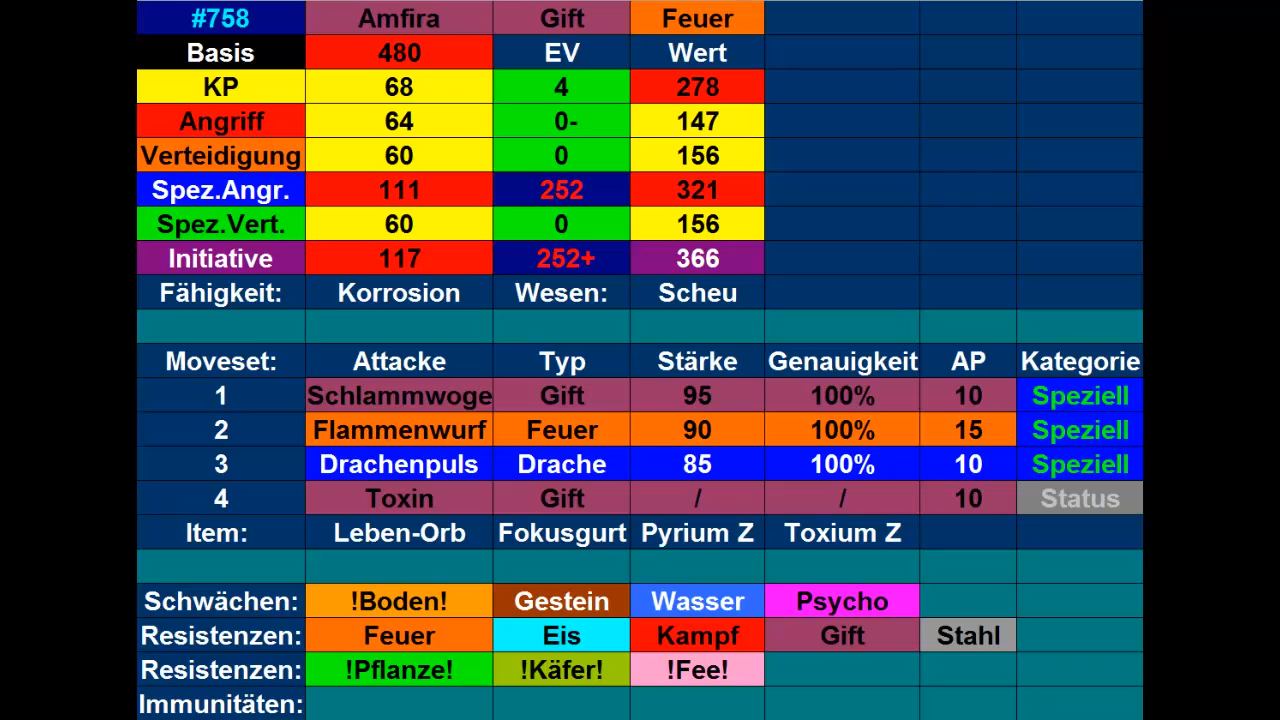 #758 Amfira Gift Feuer
Basis 480 EV Wert
KP 68 4 278
Angriff 64 0- 147
Verteidigung 60 0 156
Spez.Angr. 111 252 321
Spez.Vert. 60 0 156
Initiative 117 252+ 366
Fähigkeit: Korrosion Wesen: Scheu
Moveset: Attacke Typ Stärke Genauigkeit AP Kategorie
1 Schlammwoge Gift 95 100% 10 Speziell
2 Flammenwurf Feuer 90 100% 15 Speziell
3 Drachenpuls Drache 85 100% 10 Speziell
4 Toxin Gift / / 10 Status
Item: Leben-Orb Fokusgurt Pyrium Z Toxium Z
Schwächen: !Boden! Gestein Wasser Psycho
Resistenzen: Feuer Eis Kampf Gift Stahl
Resistenzen: !Pflanze! !Käfer! !Fee!
Immunitäten: